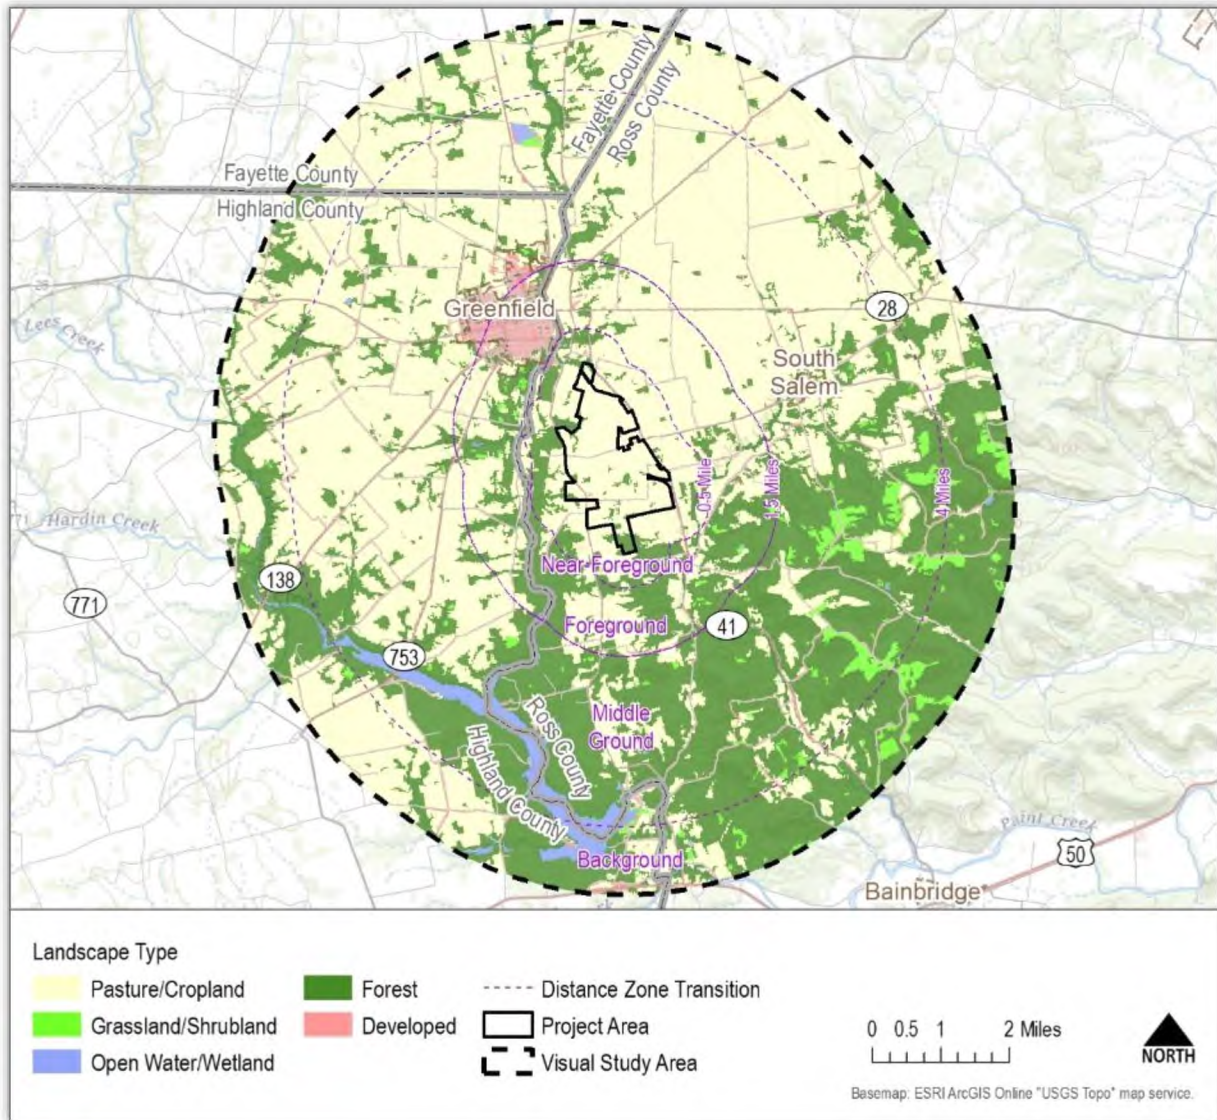 Fayette County
Ross County
Fayette County
Highland County
Greenfield
28
South
Salem
Lees Creek
0.5 Mile
1.5 Miles
4 Miles
Hardin Creek
Near-Foreground
138
771
Foreground
41
753
Middle
Ground
Ross County
Highland County
Paint Creek
50
Background
Bainbridge
Landscape Type
Pasture/Cropland
Forest
Distance Zone Transition
Grassland/Shrubland
Developed
Project Area
Open Water/Wetland
Visual Study Area
0 0.5 1 2 Miles
NORTH
Basemap: ESRI ArcGIS Online "USGS Topo" map service.